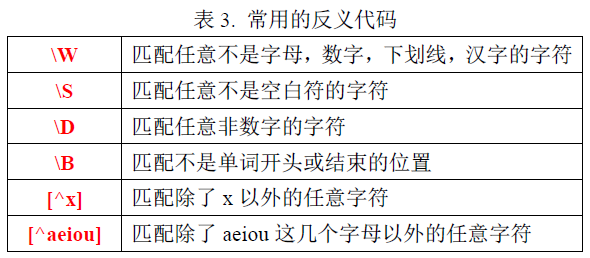 表 3. 常用的反义代码
\W 匹配任意不是字母，数字，下划线，汉字的字符
\S 匹配任意不是空白符的字符
\D 匹配任意非数字的字符
\B 匹配不是单词开头或结束的位置
[^x] 匹配除了 x 以外的任意字符
[^aeiou] 匹配除了 aeiou 这几个字母以外的任意字符